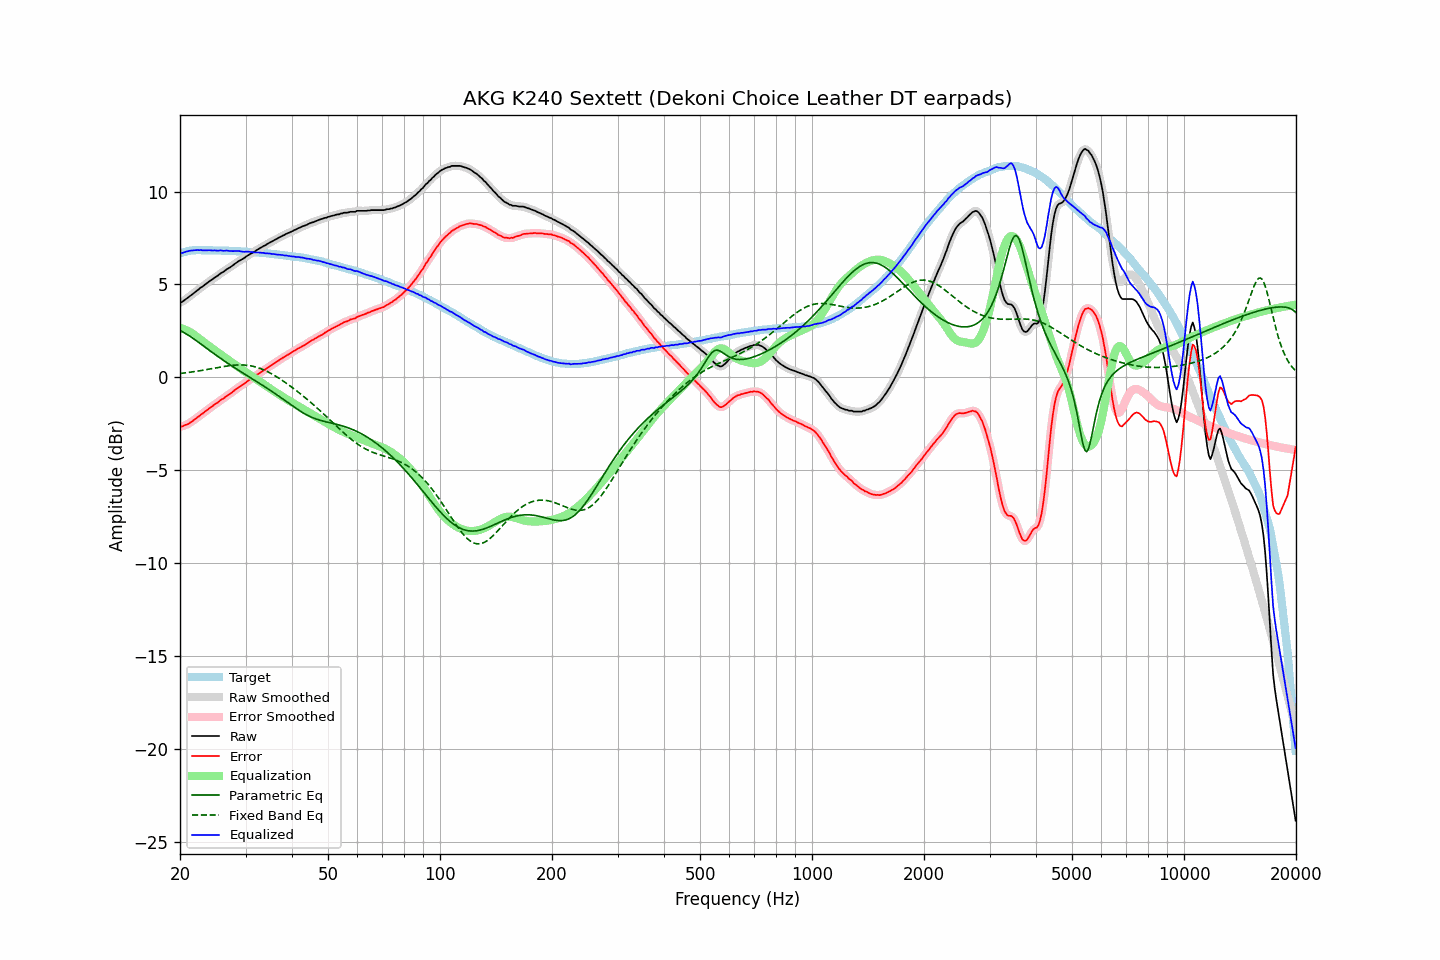 AKG K240 Sextett (Dekoni Choice Leather DT earpads)
Amplitude (dBr)
10
5
0
−5
−10
−15
−20
−25
Target
Raw Smoothed
Error Smoothed
Raw
Error
Equalization
Parametric Eq
Fixed Band Eq
Equalized
20 50 100 200 500 1000 2000 5000 10000 20000
Frequency (Hz)